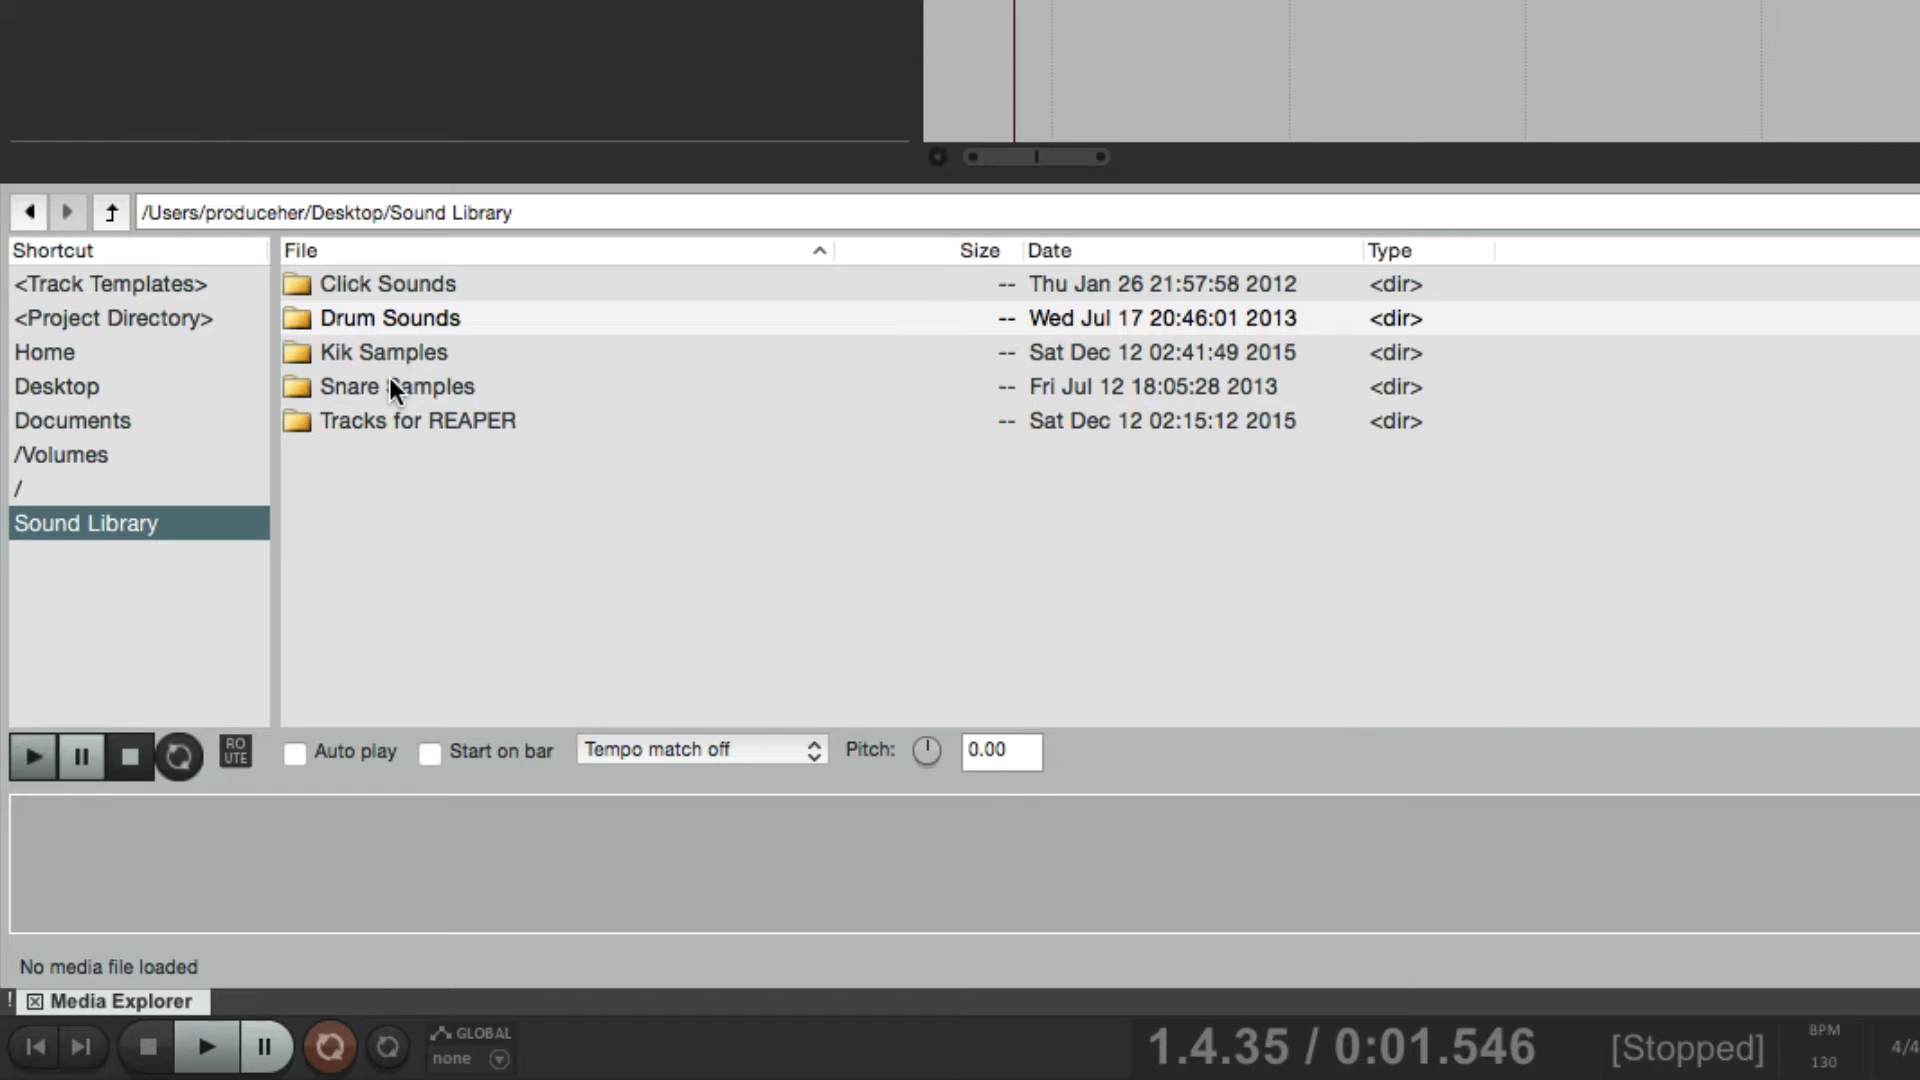 /Users/produceher/Desktop/Sound Library
Shortcut
<Track Templates>
<Project Directory>
Home
Desktop
Documents
/Volumes
/
Sound Library
File Size Date Type
Click Sounds -- Thu Jan 26 21:57:58 2012 <dir>
Drum Sounds -- Wed Jul 17 20:46:01 2013 <dir>
Kik Samples -- Sat Dec 12 02:41:49 2015 <dir>
Snare Samples -- Fri Jul 12 18:05:28 2013 <dir>
Tracks for REAPER -- Sat Dec 12 02:15:12 2015 <dir>
RO
UTE
Auto play Start on bar Tempo match off Pitch: 0.00
No media file loaded
! Media Explorer
GLOBAL
none
1.4.35 / 0:01.546
[Stopped]
BPM
130
4/4